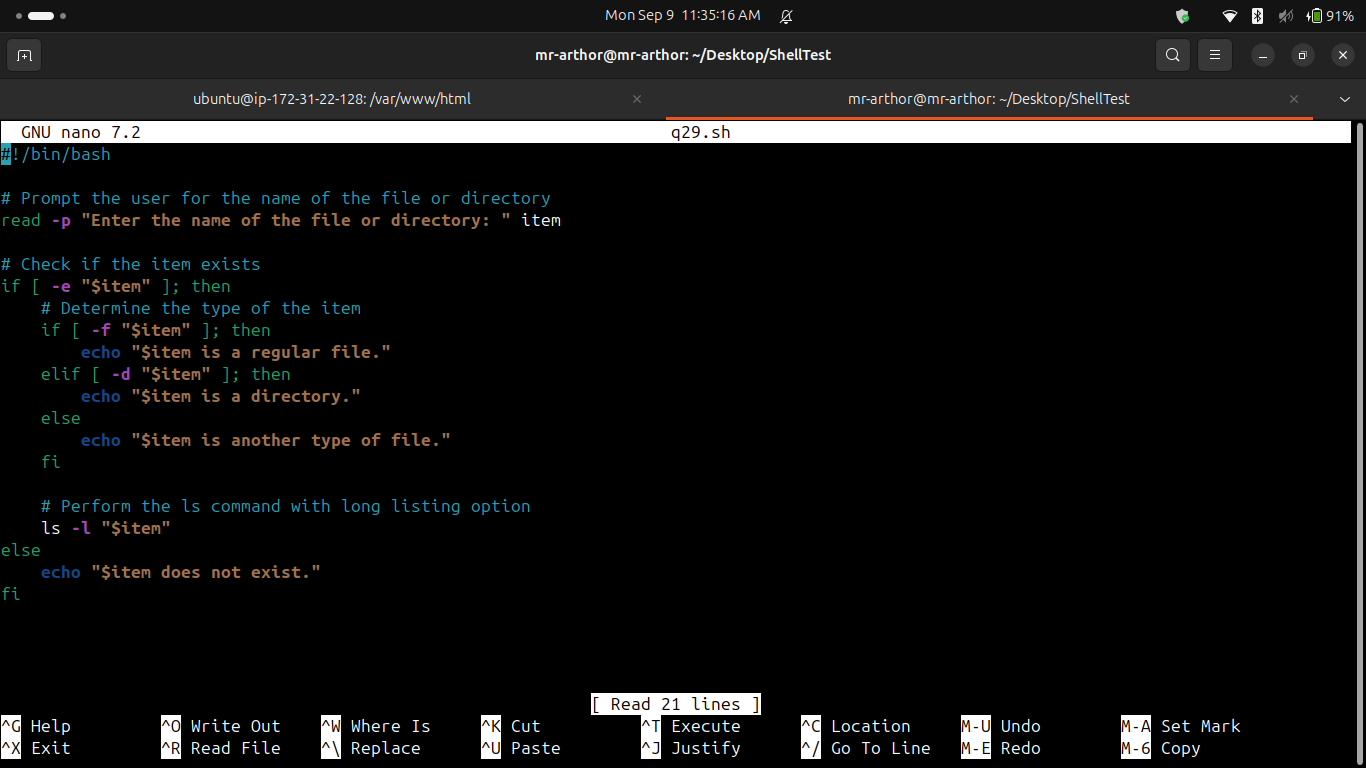 Mon Sep 9 11:35:16 AM 91%
mr-arthor@mr-arthor: ~/Desktop/ShellTest
ubuntu@ip-172-31-22-128: /var/www/html × mr-arthor@mr-arthor: ~/Desktop/ShellTest ×
GNU nano 7.2 q29.sh
#!/bin/bash
# Prompt the user for the name of the file or directory
read -p "Enter the name of the file or directory: " item
# Check if the item exists
if [ -e "$item" ]; then
    # Determine the type of the item
    if [ -f "$item" ]; then
        echo "$item is a regular file."
    elif [ -d "$item" ]; then
        echo "$item is a directory."
    else
        echo "$item is another type of file."
    fi
    # Perform the ls command with long listing option
    ls -l "$item"
else
    echo "$item does not exist."
fi
[ Read 21 lines ]
^G Help ^O Write Out ^W Where Is ^K Cut ^T Execute ^C Location M-U Undo M-A Set Mark
^X Exit ^R Read File ^\ Replace ^U Paste ^J Justify ^/ Go To Line M-E Redo M-6 Copy